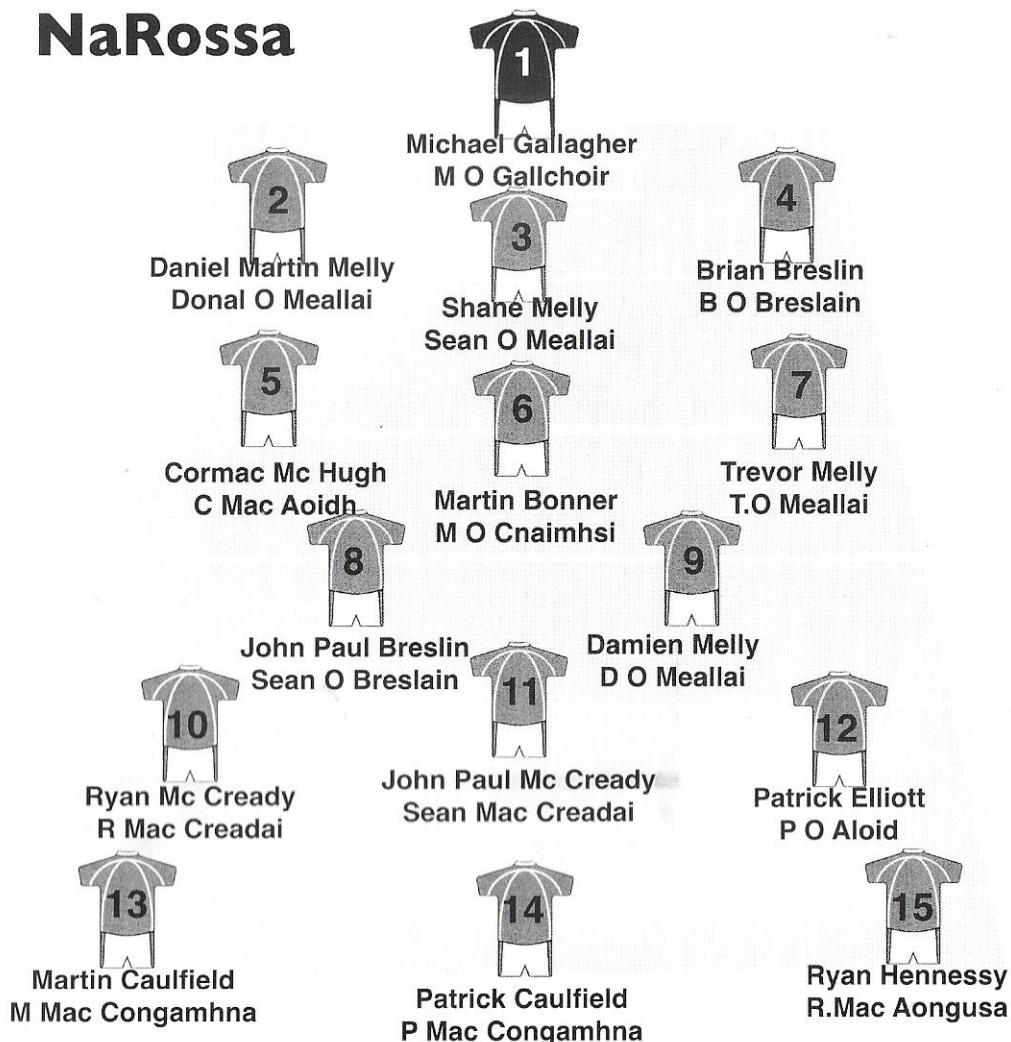 NaRossa
1
Michael Gallagher
M O Gallchoir
2
Daniel Martin Melly
Donal O Meallai
3
Shane Melly
Sean O Meallai
4
Brian Breslin
B O Breslain
5
Cormac Mc Hugh
C Mac Aoidh
6
Martin Bonner
M O Cnaimhsi
7
Trevor Melly
T.O Meallai
8
John Paul Breslin
Sean O Breslain
9
Damien Melly
D O Meallai
10
Ryan Mc Cready
R Mac Creadai
11
John Paul Mc Cready
Sean Mac Creadai
12
Patrick Elliott
P O Aloid
13
Martin Caulfield
M Mac Congamhna
14
Patrick Caulfield
P Mac Congamhna
15
Ryan Hennessy
R.Mac Aongusa